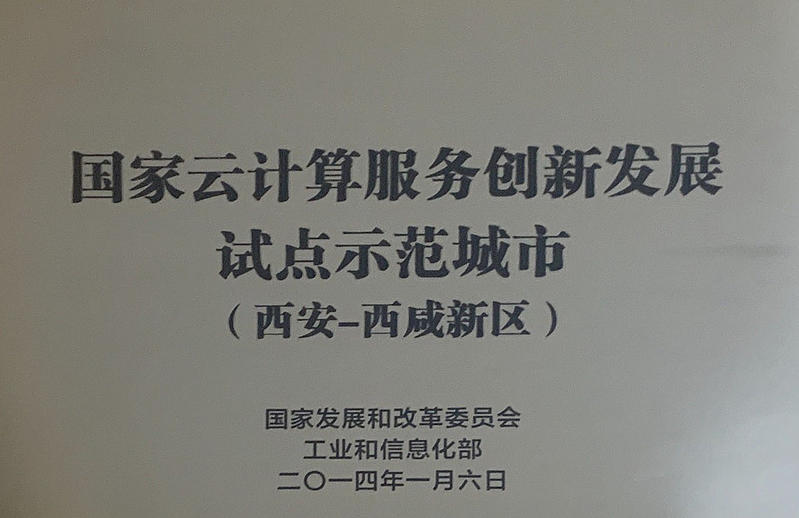 国家云计算服务创新发展
试点示范城市
（西安–西咸新区）
国家发展和改革委员会
工业和信息化部
二〇一四年一月六日